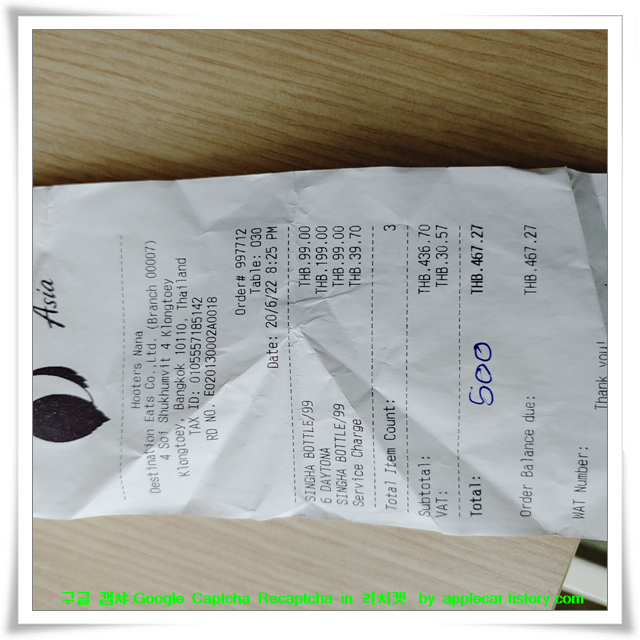 Asia
Hooters Nana
Destination Eats Co.,Ltd. (Branch 00007)
4 Soi Shukhumvit 4 Klongtoey
Klongtoey, Bangkok 10110, Thailand
TAX ID: 0105557185142
RD NO. E020130002A0018
Order# 997712
Table: 030
Date: 20/6/22 8:25 PM
SINGHA BOTTLE/99 THB.99.00
6 DAYTONA THB.199.00
SINGHA BOTTLE/99 THB.99.00
Service Charge THB.39.70
Total Item Count: 3
Subtotal: THB.436.70
VAT: THB.30.57
Total: THB.467.27
500
Order Balance due: THB.467.27
WAT Number:
Thank you!
구글 캡챠:Google Captcha Recaptcha in 라치캣 by applecar.tistory.com